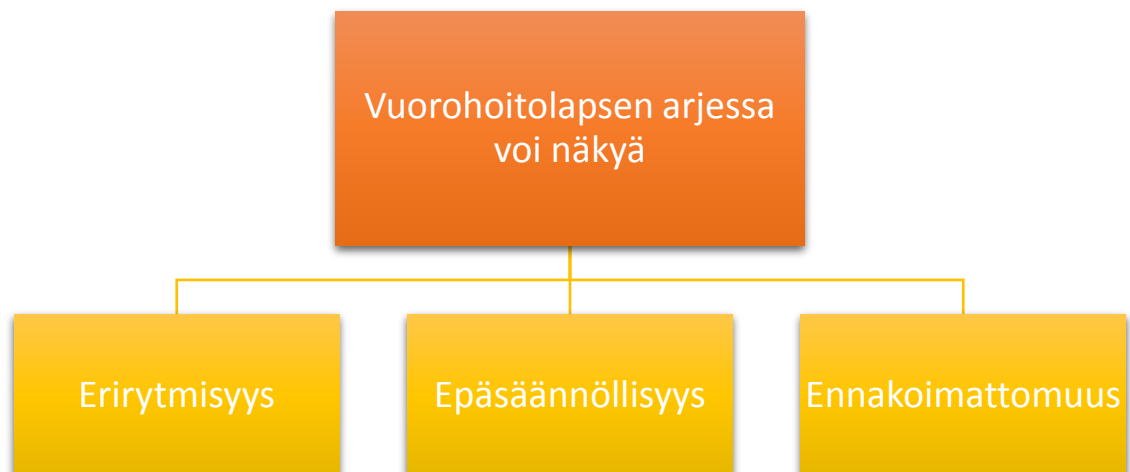 Vuorohoitolapsen arjessa
voi näkyä
Erirytmisyys
Epäsäännöllisyys
Ennakoimattomuus